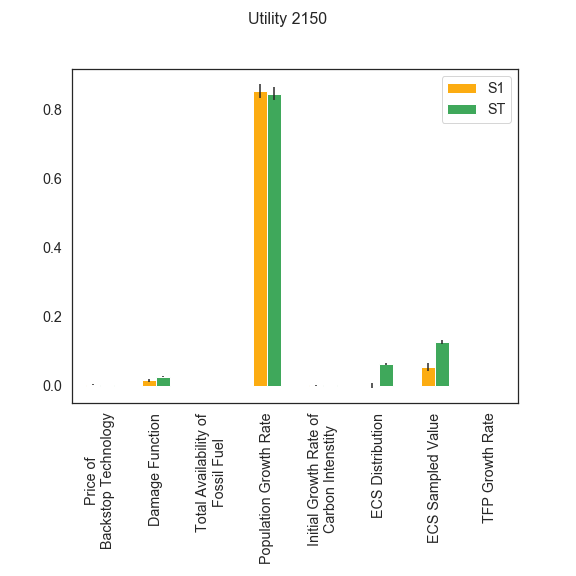 Utility 2150
S1
ST
0.8
0.6
0.4
0.2
0.0
Price of
Backstop Technology
Damage Function
Total Availability of
Fossil Fuel
Population Growth Rate
Initial Growth Rate of
Carbon Intenstity
ECS Distribution
ECS Sampled Value
TFP Growth Rate